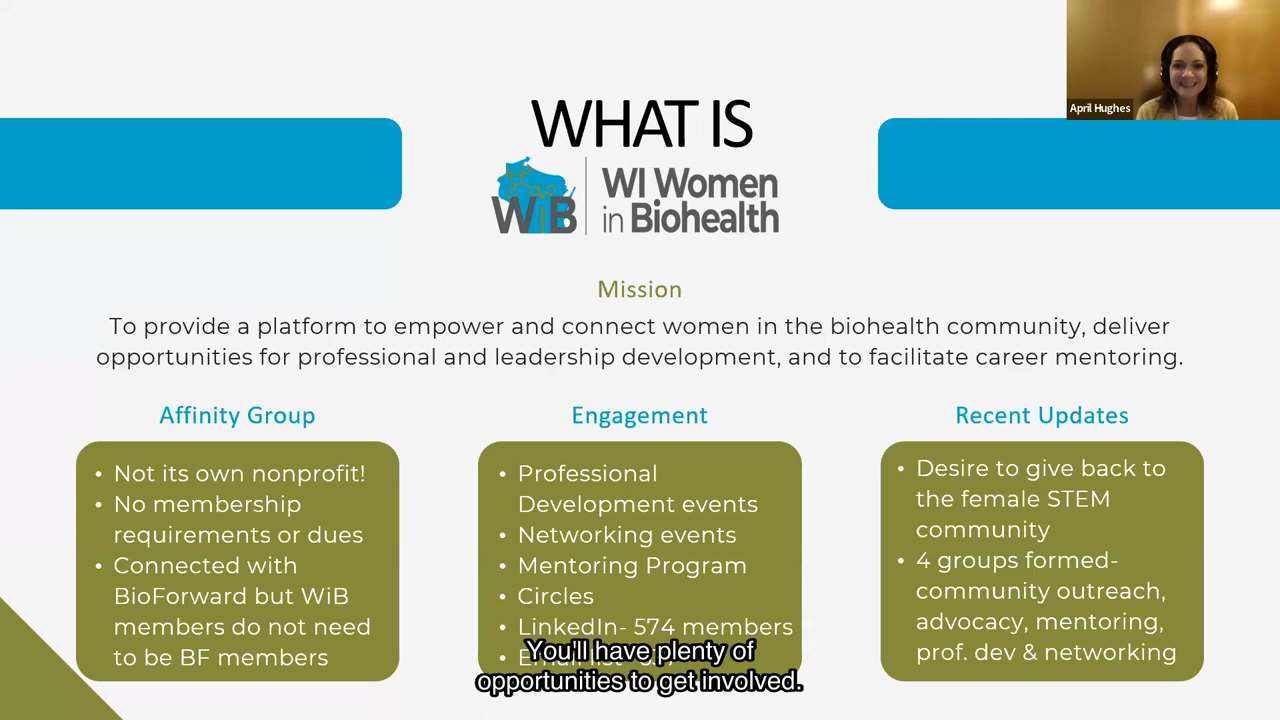 April Hughes
WHAT IS
WiB
WI Women
in Biohealth
Mission
To provide a platform to empower and connect women in the biohealth community, deliver
opportunities for professional and leadership development, and to facilitate career mentoring.
Affinity Group
• Not its own nonprofit!
• No membership
requirements or dues
• Connected with
BioForward but WiB
members do not need
to be BF members
Engagement
• Professional
Development events
• Networking events
• Mentoring Program
• Circles
• LinkedIn- 574 members
• Email list-
Recent Updates
• Desire to give back to
the female STEM
community
• 4 groups formed-
community outreach,
advocacy, mentoring,
prof. dev & networking
You'll have plenty of
opportunities to get involved.